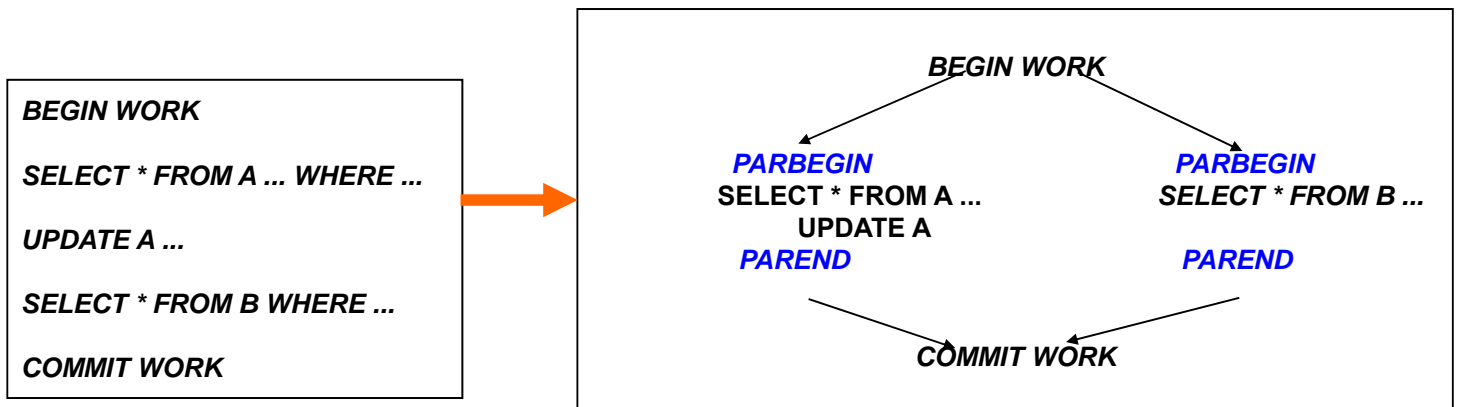 BEGIN WORK
SELECT * FROM A ... WHERE ...
UPDATE A ...
SELECT * FROM B WHERE ...
COMMIT WORK
BEGIN WORK
PARBEGIN
SELECT * FROM A ...
UPDATE A
PAREND
PARBEGIN
SELECT * FROM B ...
PAREND
COMMIT WORK